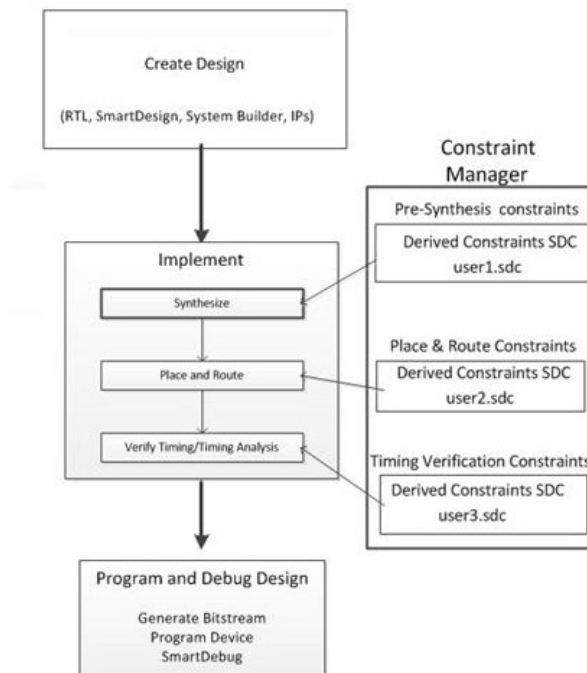 Create Design
(RTL, SmartDesign, System Builder, IPs)
Constraint
Manager
Pre-Synthesis constraints
Derived Constraints SDC
user1.sdc
Implement
Synthesize
Place and Route
Verify Timing/Timing Analysis
Place & Route Constraints
Derived Constraints SDC
user2.sdc
Timing Verification Constraints
Derived Constraints SDC
user3.sdc
Program and Debug Design
Generate Bitstream
Program Device
SmartDebug